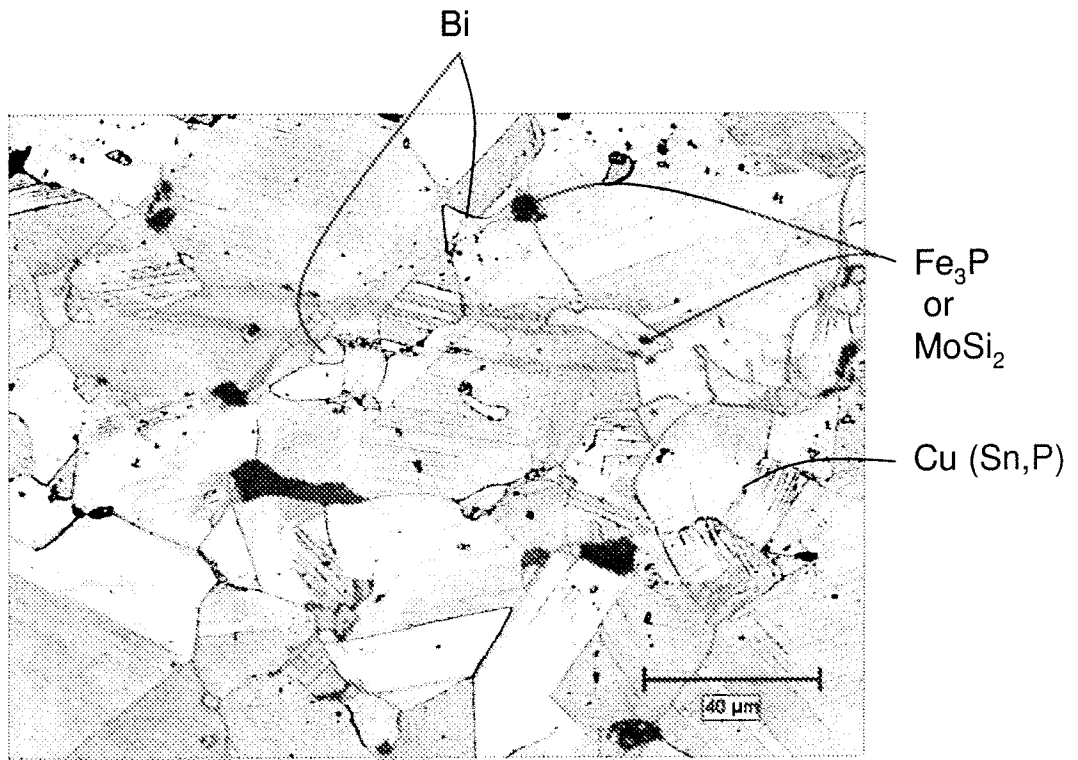 Bi
Fe₃P
or
MoSi₂
Cu (Sn,P)
40 μm